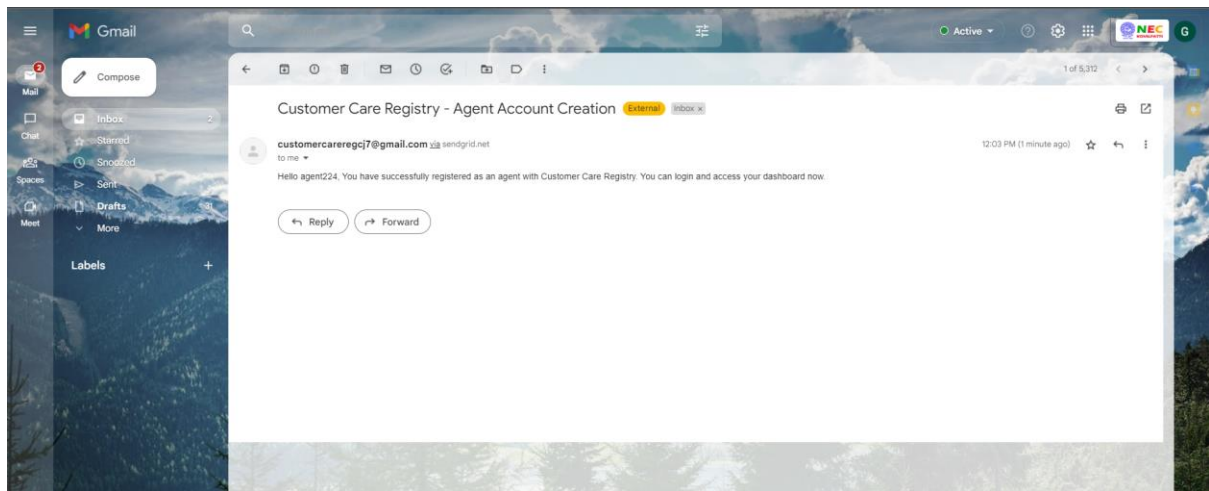 Gmail
Active
NEC
G
2
Mail
Compose
1 of 5,312
Inbox 2
Customer Care Registry - Agent Account Creation External Inbox x
Chat
Starred
customercareregcj7@gmail.com via sendgrid.net 12:03 PM (1 minute ago)
to me
Snoozed
Spaces
Hello agent224, You have successfully registered as an agent with Customer Care Registry. You can login and access your dashboard now.
Sent
Drafts 31
Meet
More
Reply Forward
Labels +